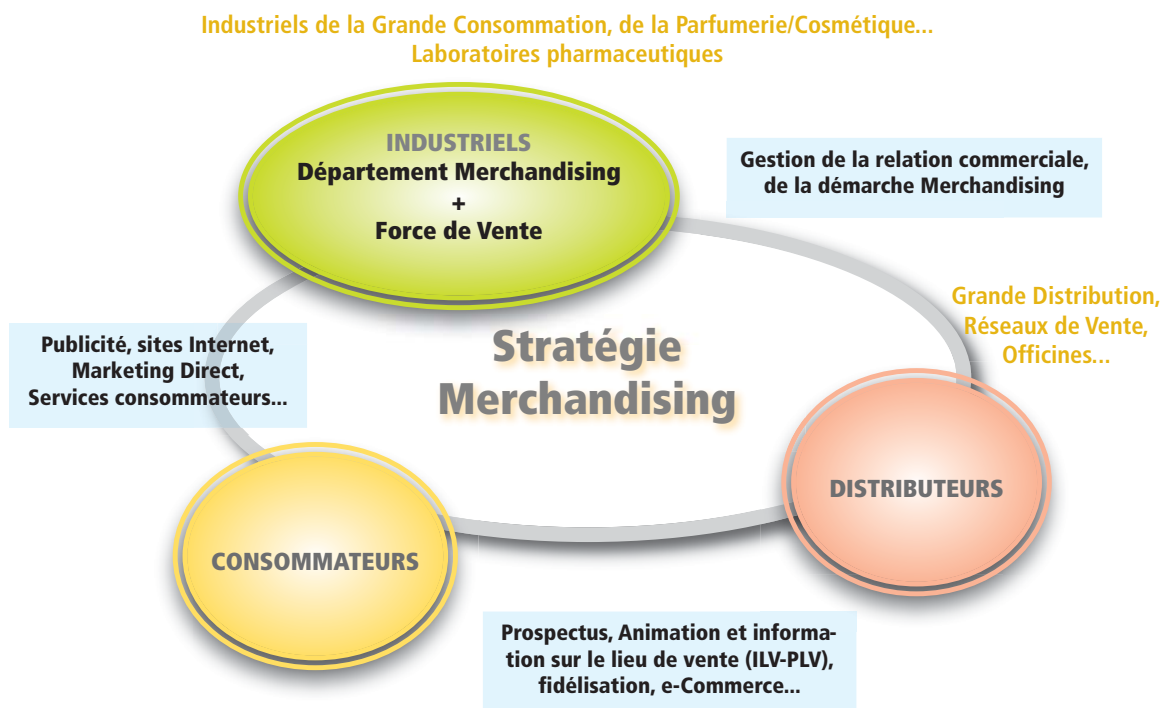 Industriels de la Grande Consommation, de la Parfumerie/Cosmétique...
Laboratoires pharmaceutiques
INDUSTRIELS
Département Merchandising
+
Force de Vente
Gestion de la relation commerciale,
de la démarche Merchandising
Grande Distribution,
Réseaux de Vente,
Officines...
Publicité, sites Internet,
Marketing Direct,
Services consommateurs...
Stratégie
Merchandising
DISTRIBUTEURS
CONSOMMATEURS
Prospectus, Animation et informa-
tion sur le lieu de vente (ILV-PLV),
fidélisation, e-Commerce...